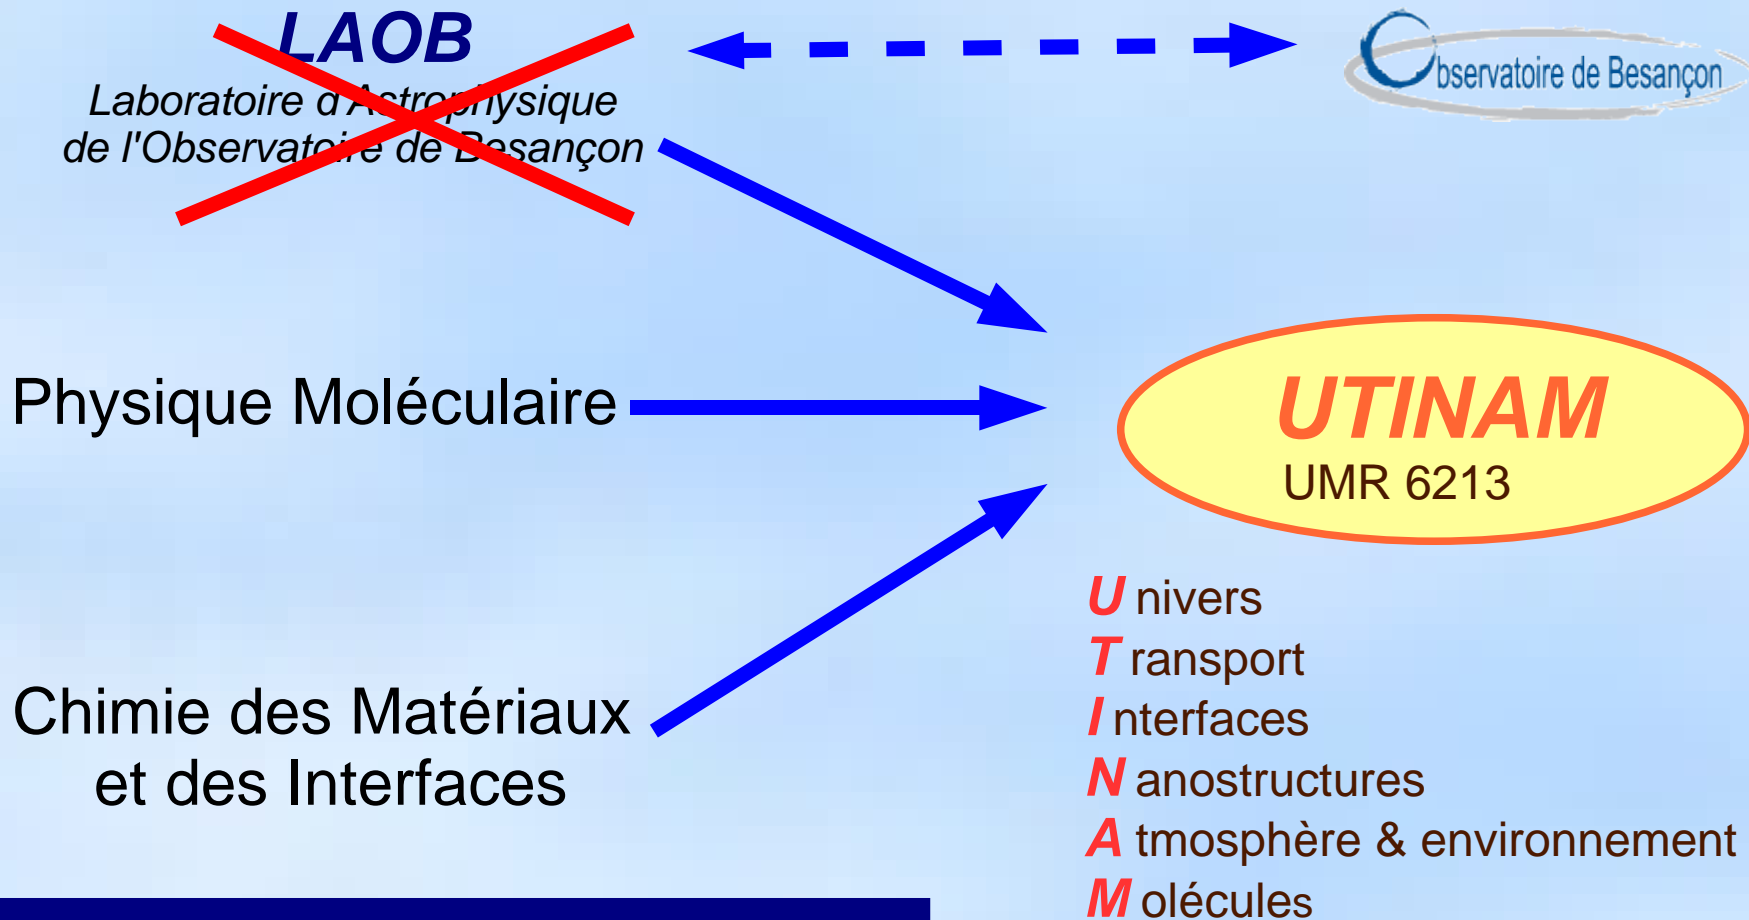 LAOB
Laboratoire d'Astrophysique
de l'Observatoire de Besançon
Observatoire de Besançon
Physique Moléculaire
UTINAM
UMR 6213
Chimie des Matériaux
et des Interfaces
U nivers
T ransport
I nterfaces
N anostructures
A tmosphère & environnement
M olécules